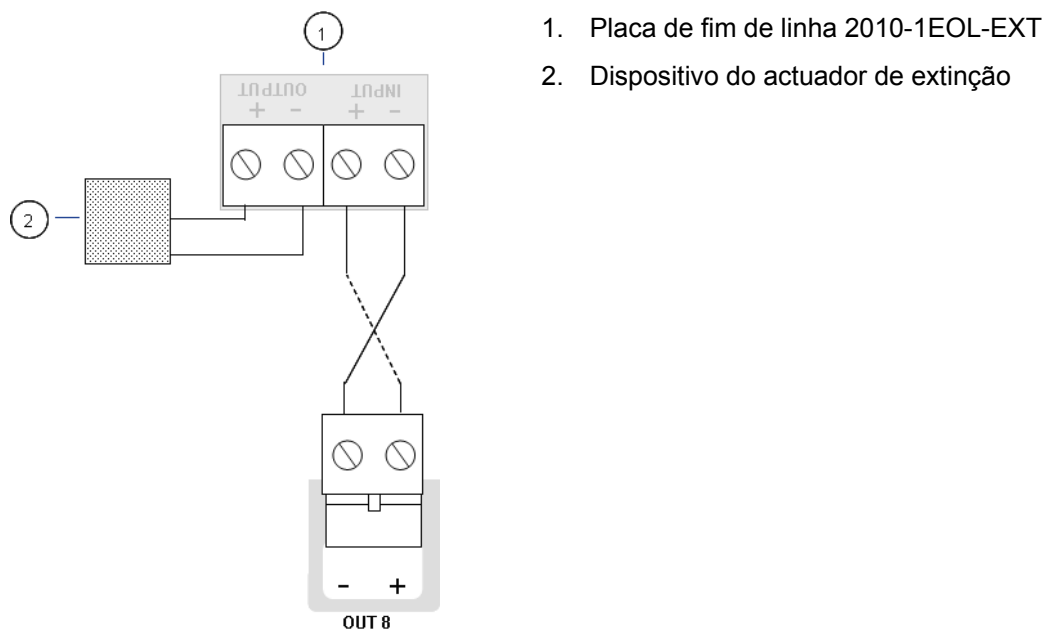 1
1. Placa de fim de linha 2010-1EOL-EXT
2. Dispositivo do actuador de extinção
OUTPUT INPUT
+ - + -
2
- +
OUT 8